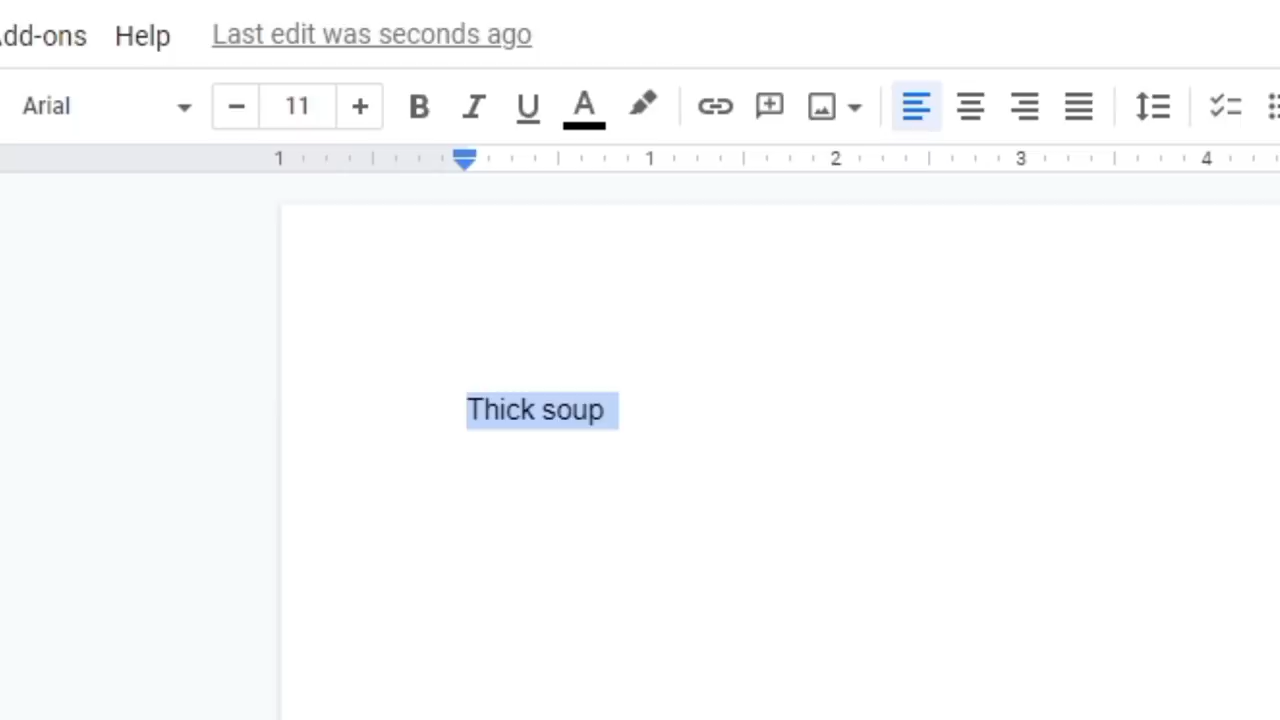 Add-ons Help Last edit was seconds ago
Arial 11 B I U A
1 1 2 3 4
Thick soup